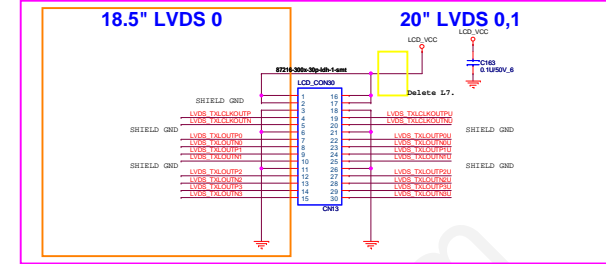 18.5" LVDS 0
20" LVDS 0,1
LCD_VCC
LCD_VCC
C163
0.1U/50V_6
87216-300x-30p-ldh-1-smt
LCD_CON30
Delete L7.
1 16
SHIELD GND 2 17
3 18
LVDS_TXLCLKOUTP 4 19 LVDS_TXLCLKOUTPU
LVDS_TXLCLKOUTN 5 20 LVDS_TXLCLKOUTNU
SHIELD GND 6 21 SHIELD GND
LVDS_TXLOUTP0 7 22 LVDS_TXLOUTP0U
LVDS_TXLOUTN0 8 23 LVDS_TXLOUTN0U
LVDS_TXLOUTP1 9 24 LVDS_TXLOUTP1U
LVDS_TXLOUTN1 10 25 LVDS_TXLOUTN1U
SHIELD GND 11 26 SHIELD GND
LVDS_TXLOUTP2 12 27 LVDS_TXLOUTP2U
LVDS_TXLOUTN2 13 28 LVDS_TXLOUTN2U
LVDS_TXLOUTP3 14 29 LVDS_TXLOUTP3U
LVDS_TXLOUTN3 15 30 LVDS_TXLOUTN3U
CN13